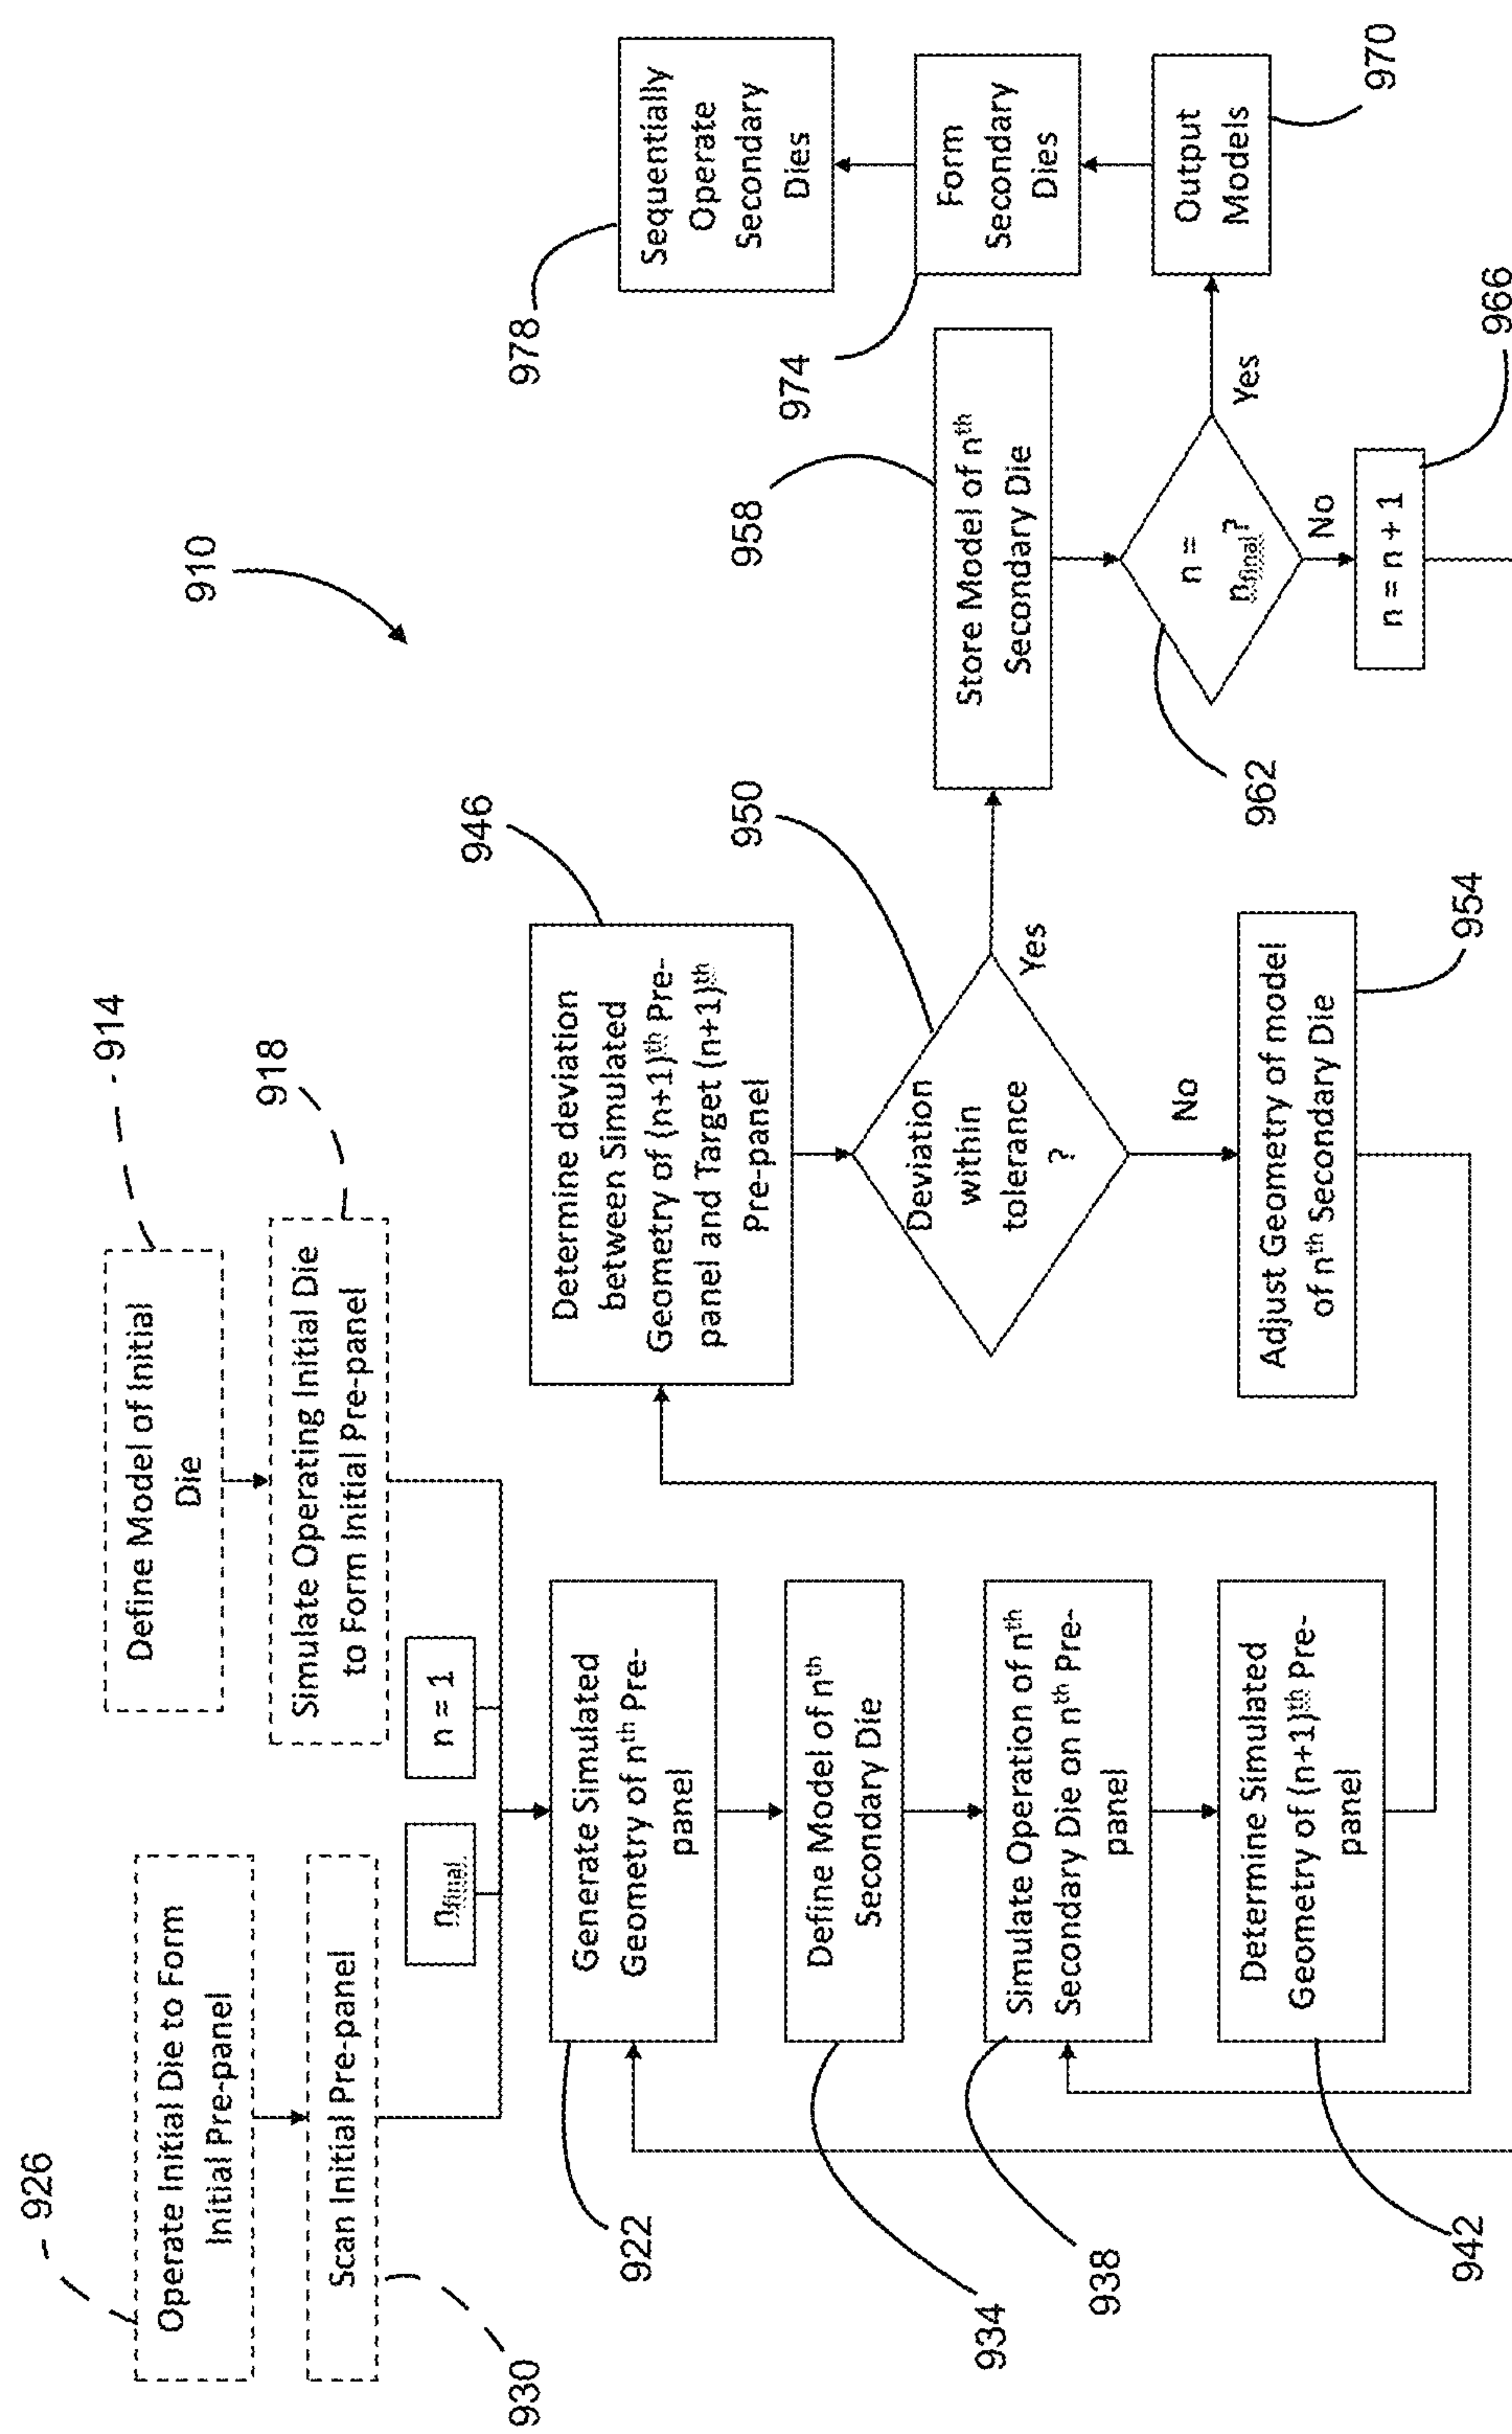 910
926
Operate Initial Die to Form
Initial Pre-panel
Scan Initial Pre-panel
930
914
Define Model of Initial
Die
918
Simulate Operating Initial Die
to Form Initial Pre-panel
nfinal
n = 1
Generate Simulated
Geometry of nth Pre-
panel
922
Define Model of nth
Secondary Die
934
Simulate Operation of nth
Secondary Die on nth Pre-
panel
938
Determine Simulated
Geometry of (n+1)th Pre-
panel
942
946
Determine deviation
between Simulated
Geometry of (n+1)th Pre-
panel and Target (n+1)th
Pre-panel
950
Deviation
within
tolerance
?
Yes
No
Adjust Geometry of model
of nth Secondary Die
954
958
Store Model of nth
Secondary Die
n =
nfinal?
962
Yes
No
n = n + 1
966
978
Sequentially
Operate
Secondary
Dies
974
Form
Secondary
Dies
Output
Models
970